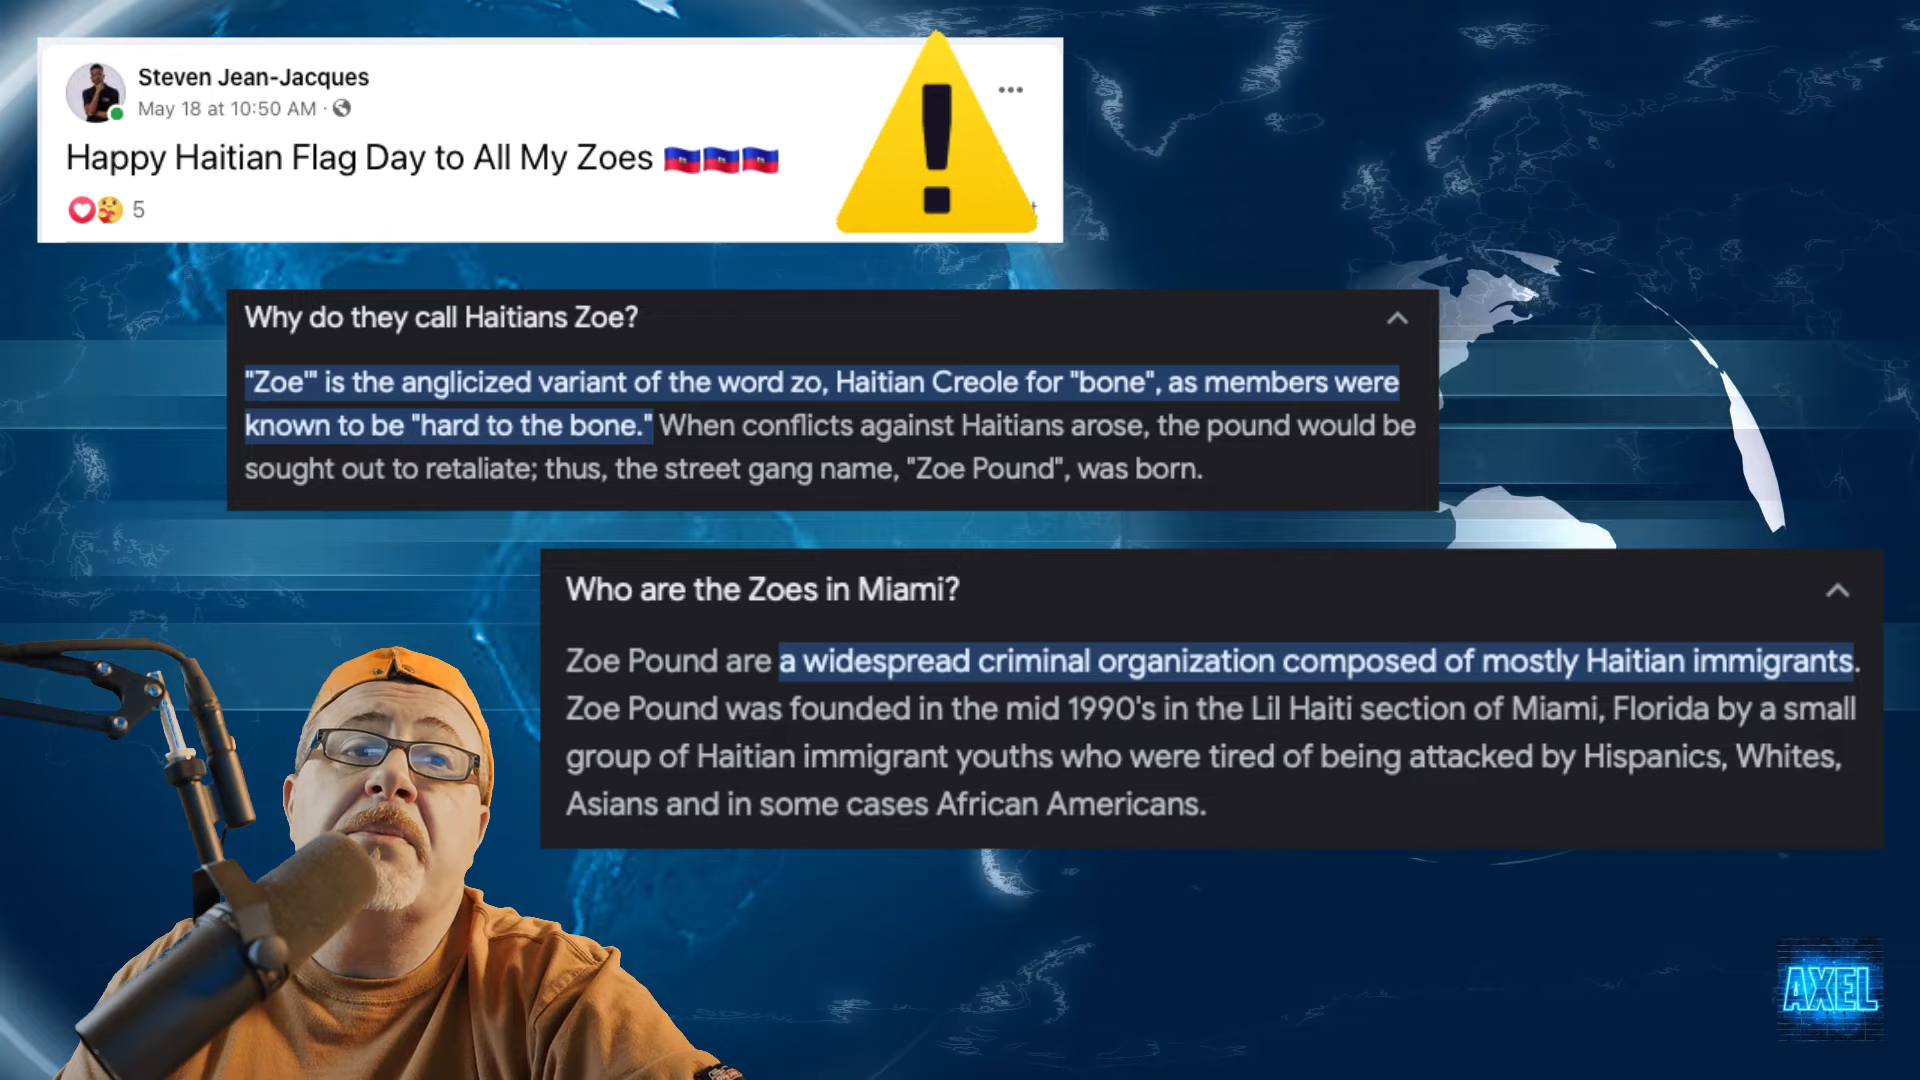 Steven Jean-Jacques
May 18 at 10:50 AM ·
Happy Haitian Flag Day to All My Zoes 🇭🇹🇭🇹🇭🇹
5
Why do they call Haitians Zoe?
"Zoe'" is the anglicized variant of the word zo, Haitian Creole for "bone", as members were
known to be "hard to the bone." When conflicts against Haitians arose, the pound would be
sought out to retaliate; thus, the street gang name, "Zoe Pound", was born.
Who are the Zoes in Miami?
Zoe Pound are a widespread criminal organization composed of mostly Haitian immigrants.
Zoe Pound was founded in the mid 1990's in the Lil Haiti section of Miami, Florida by a small
group of Haitian immigrant youths who were tired of being attacked by Hispanics, Whites,
Asians and in some cases African Americans.
AXEL